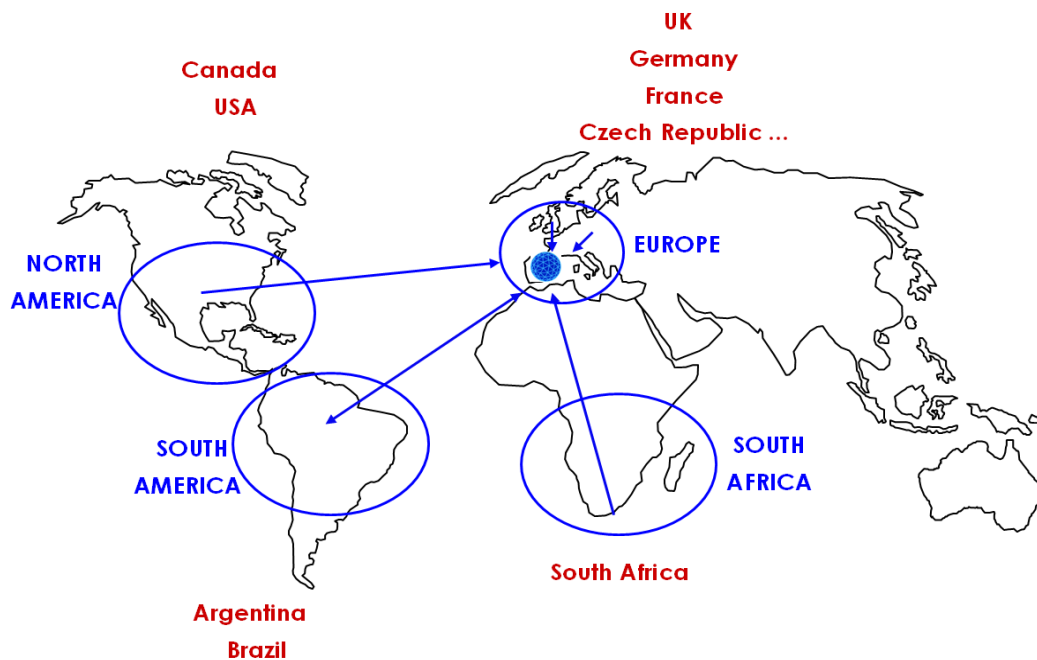 UK
Germany
France
Czech Republic ...
Canada
USA
NORTH
AMERICA
EUROPE
SOUTH
AMERICA
SOUTH
AFRICA
South Africa
Argentina
Brazil